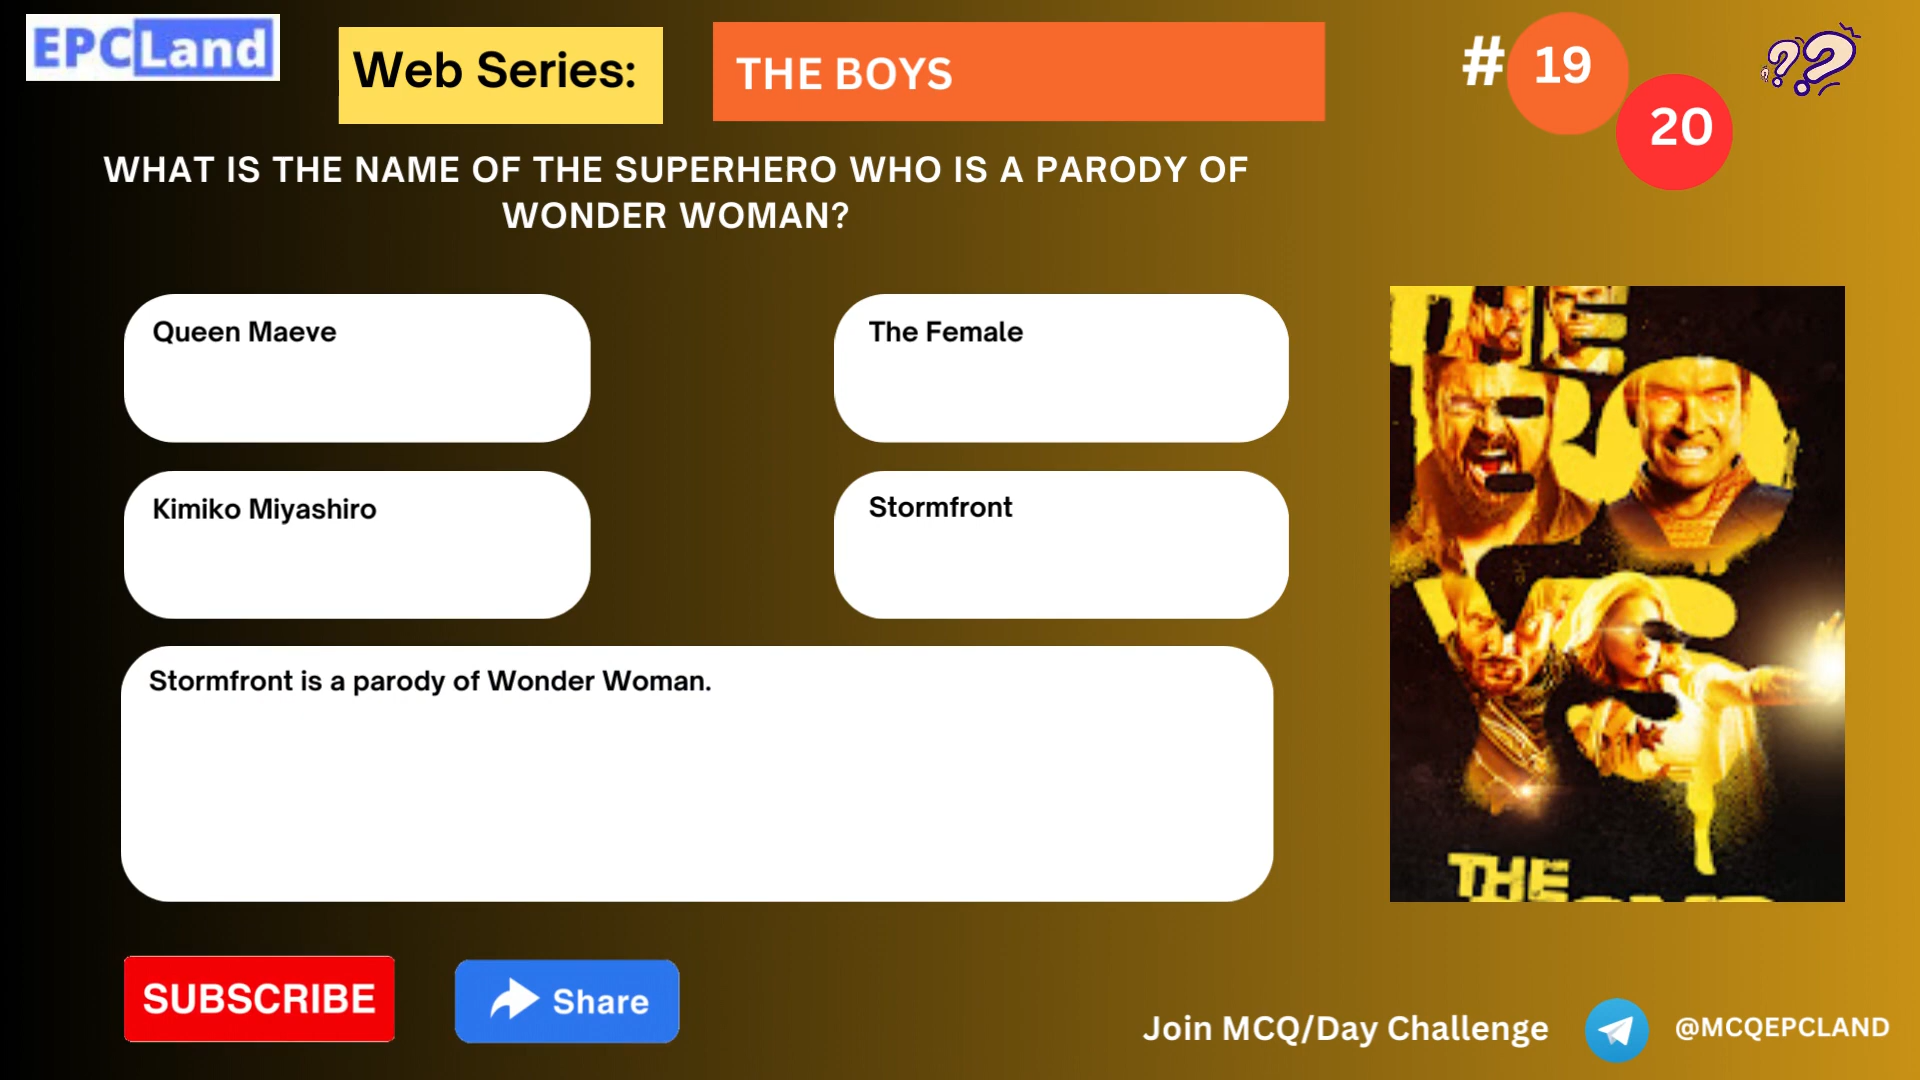 EPCLand
Web Series:
THE BOYS
# 19
20
WHAT IS THE NAME OF THE SUPERHERO WHO IS A PARODY OF
WONDER WOMAN?
Queen Maeve
The Female
Kimiko Miyashiro
Stormfront
Stormfront is a parody of Wonder Woman.
THE
BOYS
THE
SUBSCRIBE
Share
Join MCQ/Day Challenge
@MCQEPCLAND